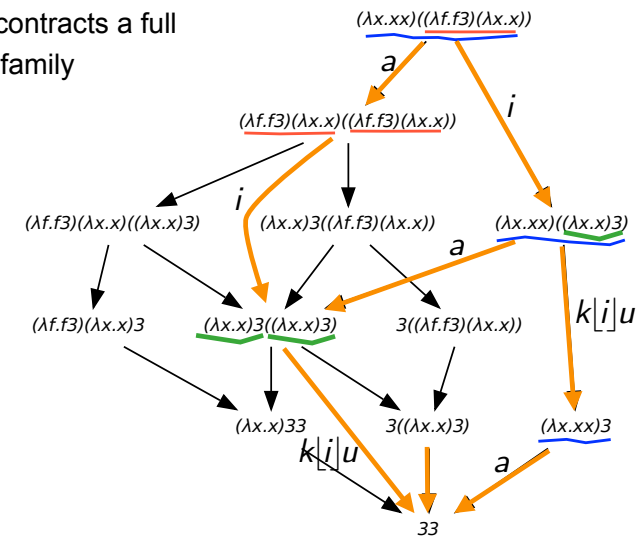 contracts a full
family
(λx.xx)((λf.f3)(λx.x))
a
i
(λf.f3)(λx.x)((λf.f3)(λx.x))
i
(λf.f3)(λx.x)((λx.x)3)
(λx.x)3((λf.f3)(λx.x))
(λx.xx)((λx.x)3)
a
k⌊i⌋u
(λf.f3)(λx.x)3
(λx.x)3((λx.x)3)
3((λf.f3)(λx.x))
(λx.x)33
3((λx.x)3)
(λx.xx)3
k⌊i⌋u
a
33